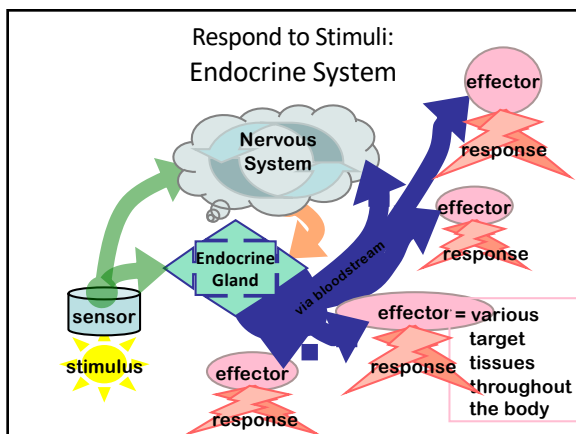 Respond to Stimuli:
Endocrine System
effector
response
Nervous
System
effector
response
Endocrine
Gland
via bloodstream
sensor
stimulus
effector
response
= various
target
tissues
throughout
the body
effector
response